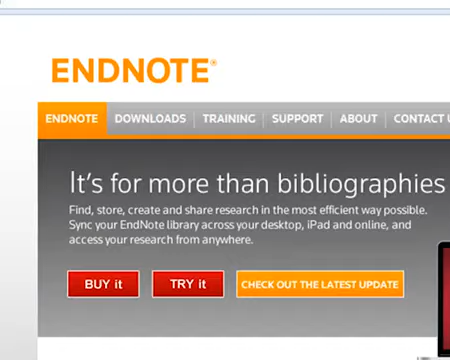 ENDNOTE®
ENDNOTE DOWNLOADS TRAINING SUPPORT ABOUT CONTACT
It's for more than bibliographies
Find, store, create and share research in the most efficient way possible.
Sync your EndNote library across your desktop, iPad and online, and
access your research from anywhere.
BUY it TRY it CHECK OUT THE LATEST UPDATE